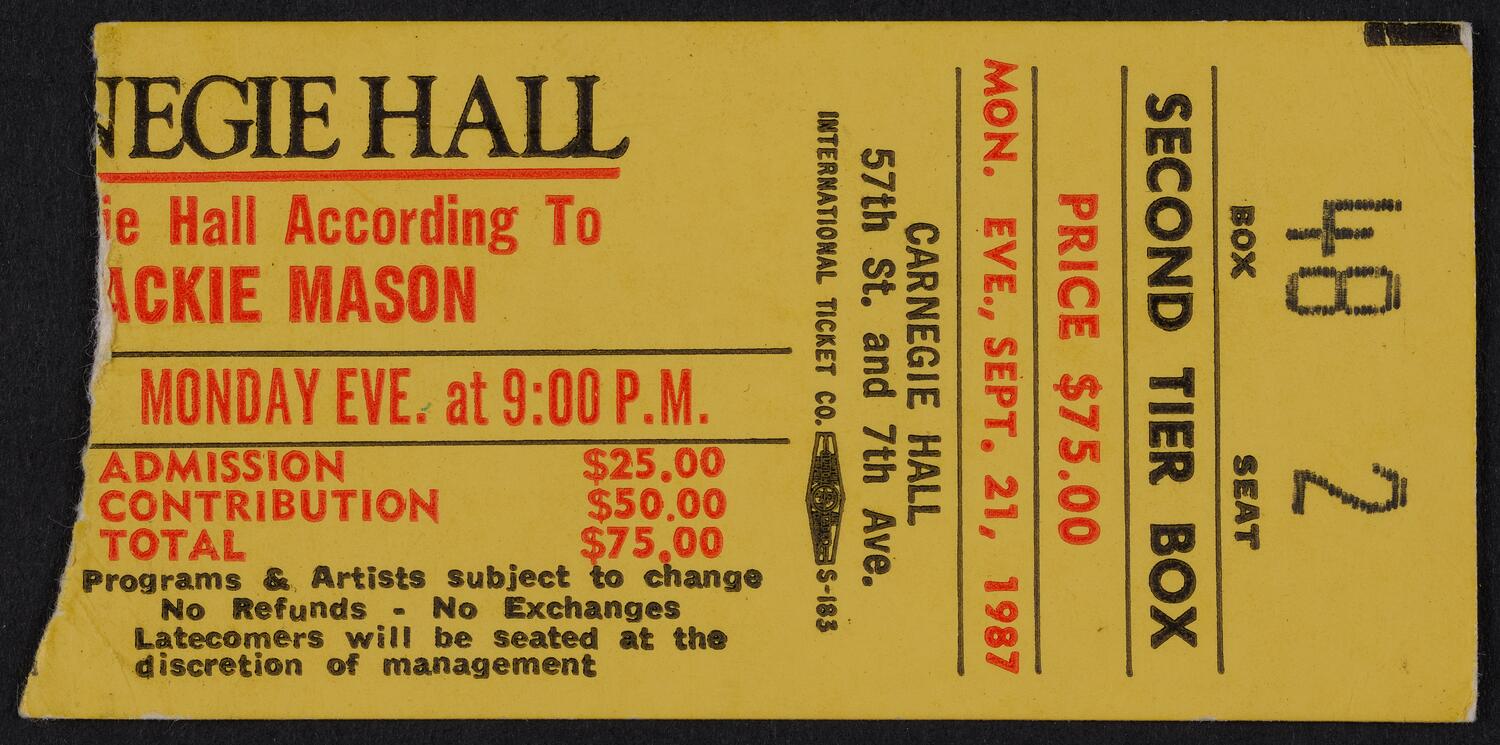 NEGIE HALL
ie Hall According To
ACKIE MASON
MONDAY EVE. at 9:00 P.M.
ADMISSION $25.00
CONTRIBUTION $50.00
TOTAL $75.00
Programs & Artists subject to change
No Refunds - No Exchanges
Latecomers will be seated at the
discretion of management
INTERNATIONAL TICKET CO. S-183
57th St. and 7th Ave.
CARNEGIE HALL
MON. EVE., SEPT. 21, 1987
PRICE $75.00
SECOND TIER BOX
BOX SEAT
48 2